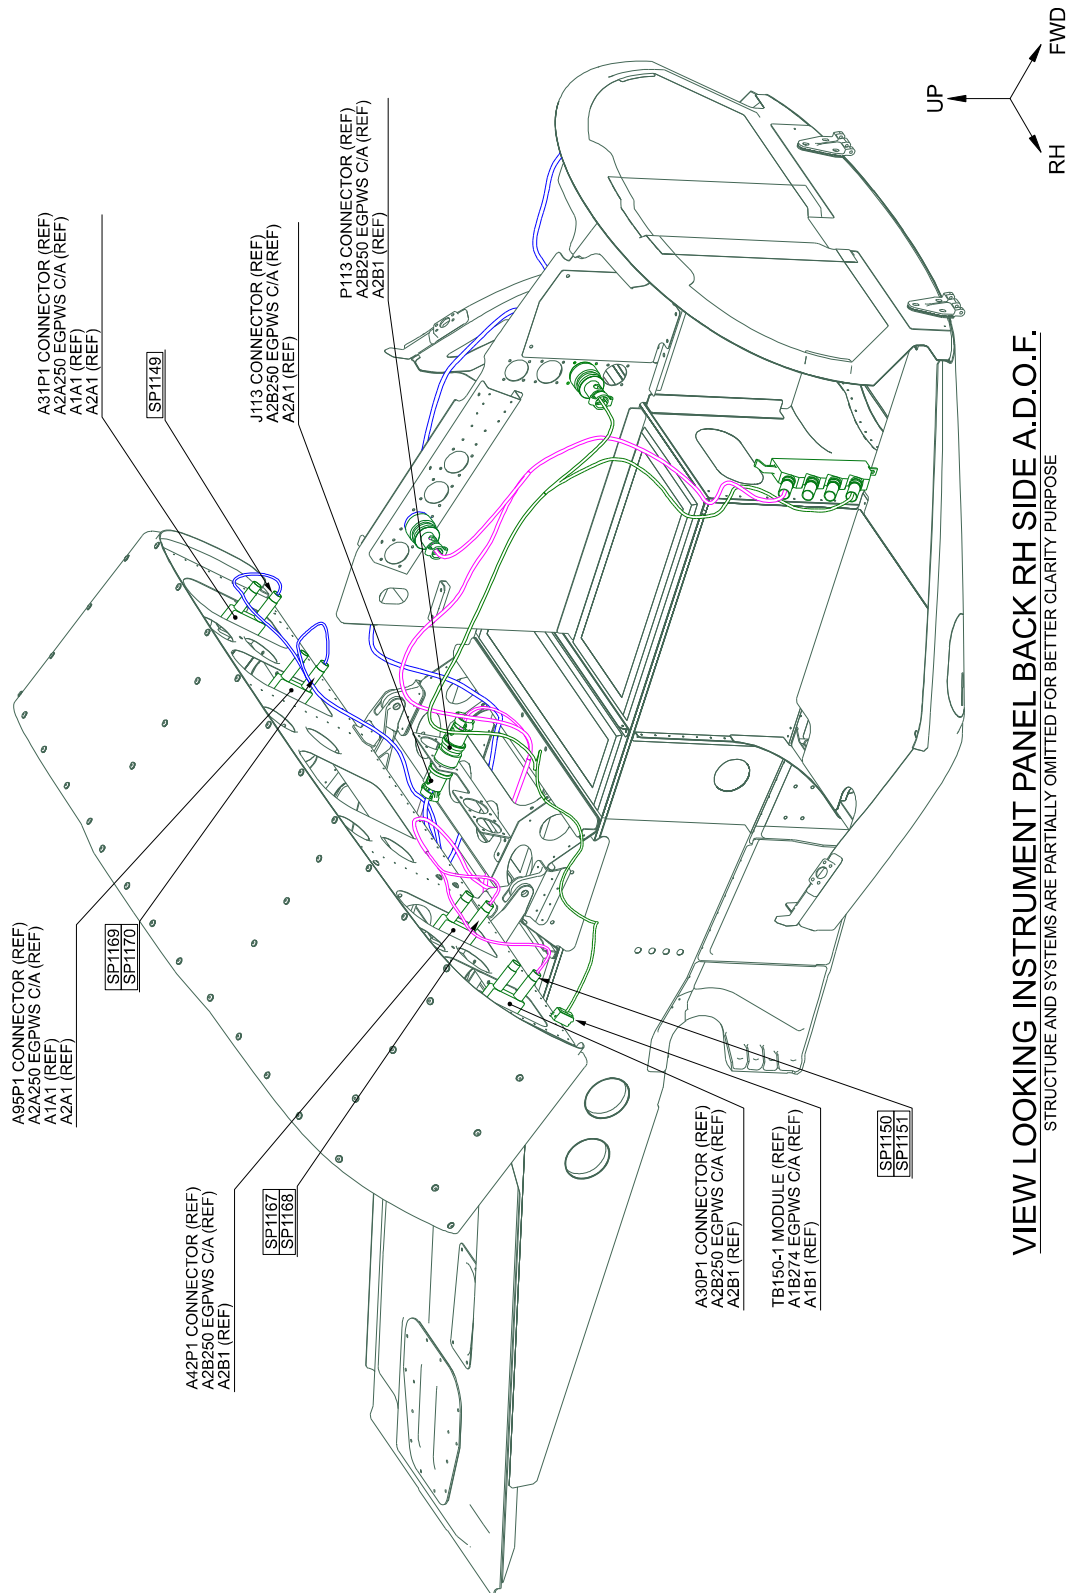 A31P1 CONNECTOR (REF)
A2A250 EGPWS C/A (REF)
A1A1 (REF)
A2A1 (REF)
SP1149
J113 CONNECTOR (REF)
A2B250 EGPWS C/A (REF)
A2A1 (REF)
P113 CONNECTOR (REF)
A2B250 EGPWS C/A (REF)
A2B1 (REF)
UP
FWD
RH
A95P1 CONNECTOR (REF)
A2A250 EGPWS C/A (REF)
A1A1 (REF)
A2A1 (REF)
SP1169
SP1170
A42P1 CONNECTOR (REF)
A2B250 EGPWS C/A (REF)
A2B1 (REF)
SP1167
SP1168
A30P1 CONNECTOR (REF)
A2B250 EGPWS C/A (REF)
A2B1 (REF)
TB150-1 MODULE (REF)
A1B274 EGPWS C/A (REF)
A1B1 (REF)
SP1150
SP1151
VIEW LOOKING INSTRUMENT PANEL BACK RH SIDE A.D.O.F.
STRUCTURE AND SYSTEMS ARE PARTIALLY OMITTED FOR BETTER CLARITY PURPOSE